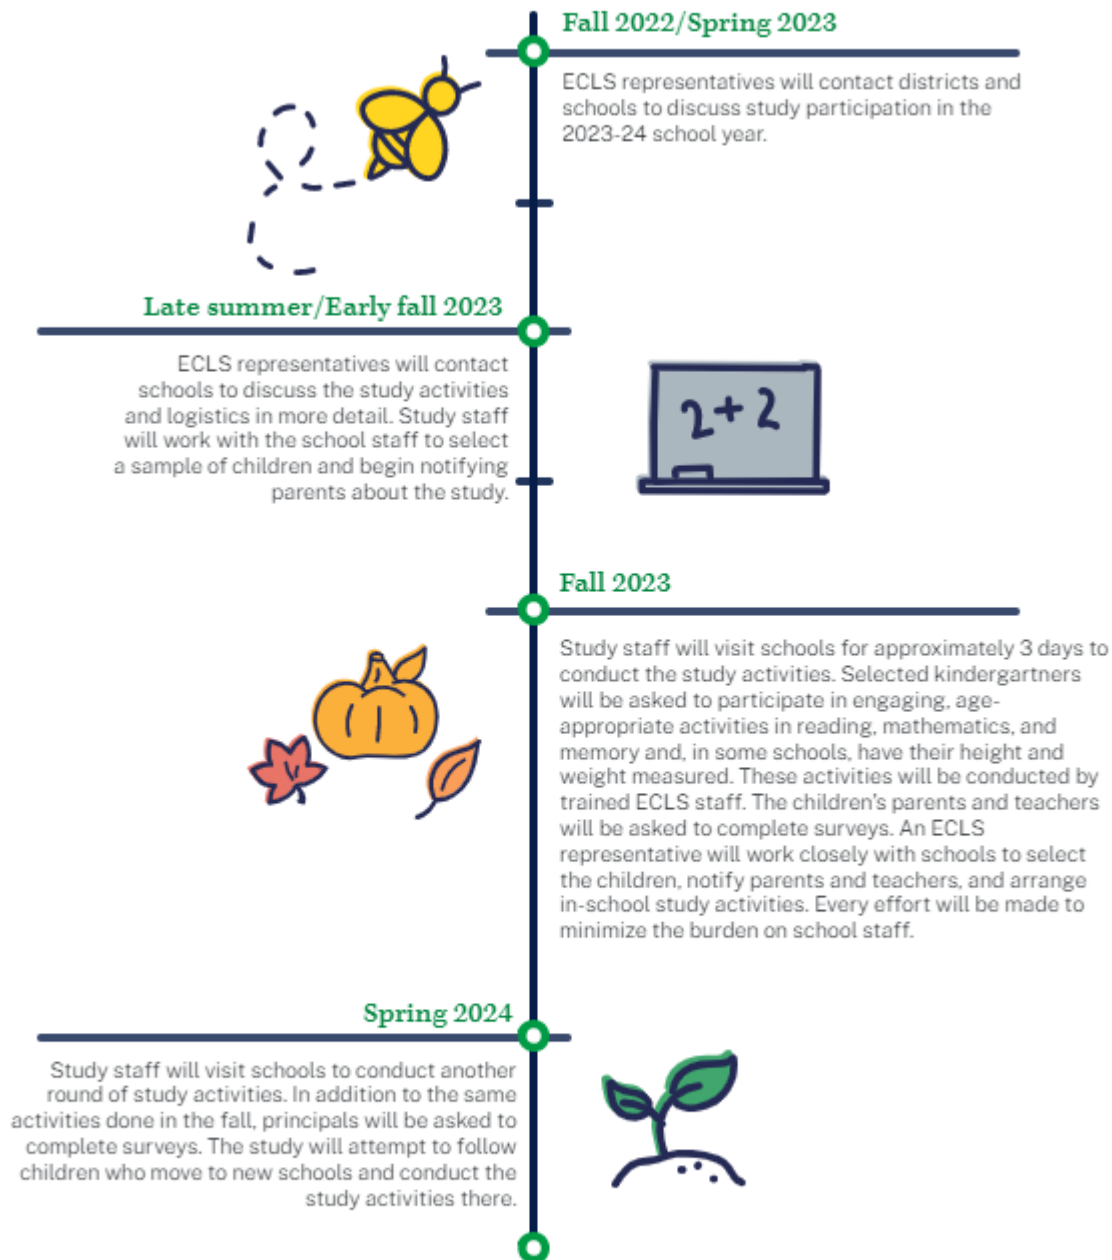 Fall 2022/Spring 2023
ECLS representatives will contact districts and
schools to discuss study participation in the
2023-24 school year.
Late summer/Early fall 2023
ECLS representatives will contact
schools to discuss the study activities
and logistics in more detail. Study staff
will work with the school staff to select
a sample of children and begin notifying
parents about the study.
2+2
Fall 2023
Study staff will visit schools for approximately 3 days to
conduct the study activities. Selected kindergartners
will be asked to participate in engaging, age-
appropriate activities in reading, mathematics, and
memory and, in some schools, have their height and
weight measured. These activities will be conducted by
trained ECLS staff. The children's parents and teachers
will be asked to complete surveys. An ECLS
representative will work closely with schools to select
the children, notify parents and teachers, and arrange
in-school study activities. Every effort will be made to
minimize the burden on school staff.
Spring 2024
Study staff will visit schools to conduct another
round of study activities. In addition to the same
activities done in the fall, principals will be asked to
complete surveys. The study will attempt to follow
children who move to new schools and conduct the
study activities there.